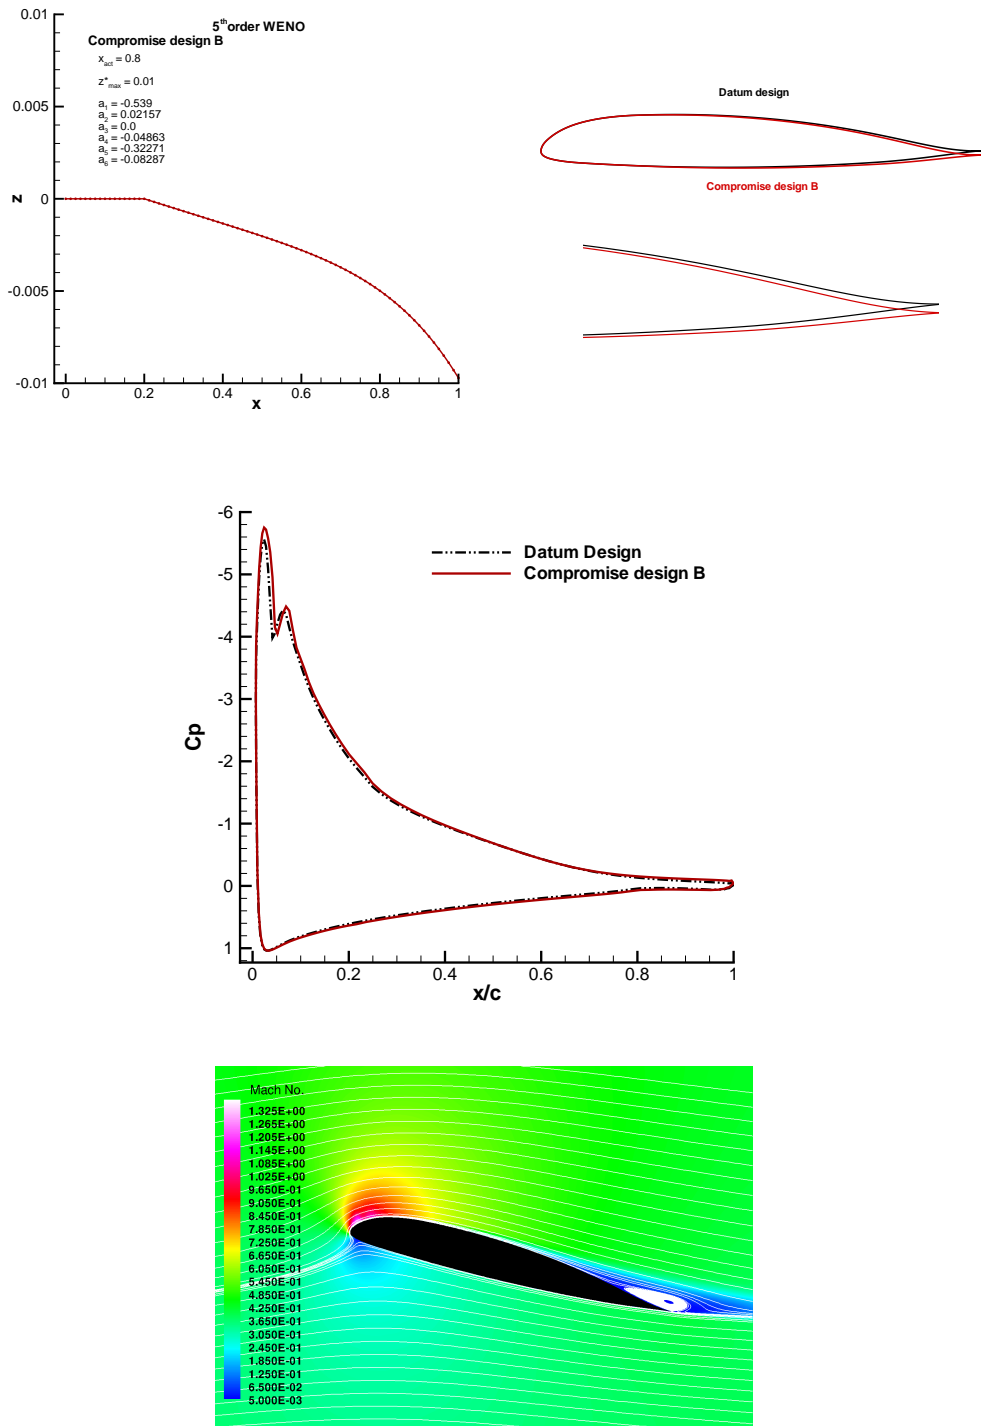 5th order WENO
Compromise design B
xact = 0.8
z*max = 0.01
a1 = -0.539
a2 = 0.02157
a3 = 0.0
a4 = -0.04863
a5 = -0.32271
a6 = -0.08287
0.01
0.005
0
-0.005
-0.01
z
0 0.2 0.4 0.6 0.8 1
x
Datum design
Compromise design B
-6
-5
-4
-3
-2
-1
0
1
Cp
Datum Design
Compromise design B
0 0.2 0.4 0.6 0.8 1
x/c
Mach No.
1.325E+00
1.265E+00
1.205E+00
1.145E+00
1.085E+00
1.025E+00
9.650E-01
9.050E-01
8.450E-01
7.850E-01
7.250E-01
6.650E-01
6.050E-01
5.450E-01
4.850E-01
4.250E-01
3.650E-01
3.050E-01
2.450E-01
1.850E-01
1.250E-01
6.500E-02
5.000E-03